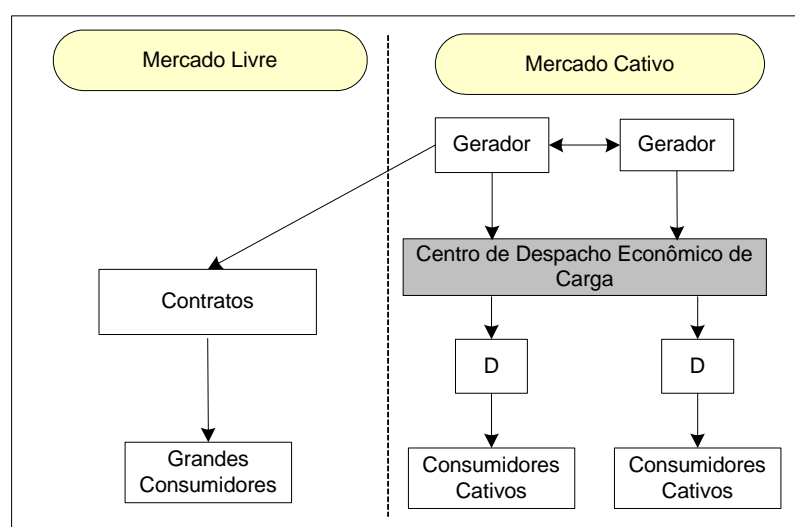 Mercado Livre
Mercado Cativo
Gerador
Gerador
Centro de Despacho Econômico de
Carga
Contratos
D
D
Grandes
Consumidores
Consumidores
Cativos
Consumidores
Cativos